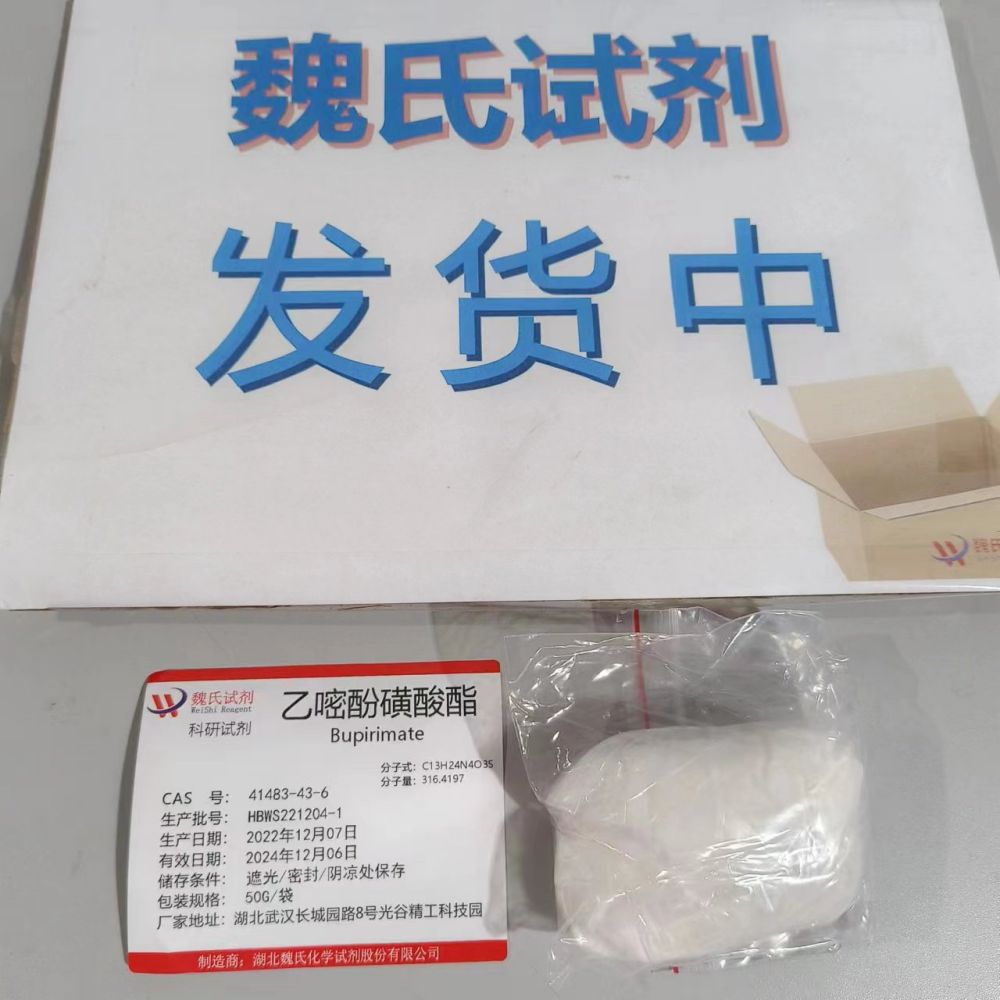 魏氏试剂
发货中
魏氏
魏氏试剂
WeiShi Reagent
科研试剂
乙嘧酚磺酸酯
Bupirimate
分子式: C13H24N4O3S
分子量: 316.4197
CAS 号: 41483-43-6
生产批号: HBWS221204-1
生产日期: 2022年12月07日
有效日期: 2024年12月06日
储存条件: 遮光/密封/阴凉处保存
包装规格: 50G/袋
厂家地址: 湖北武汉长城园路8号光谷精工科技园
制造商: 湖北魏氏化学试剂股份有限公司